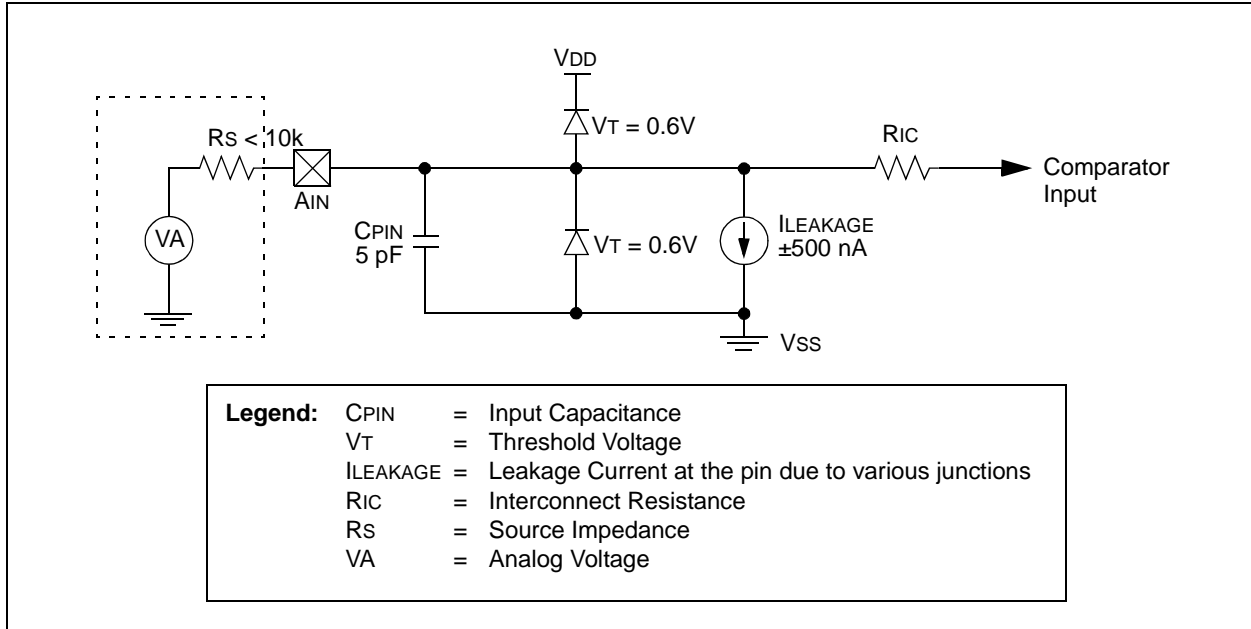 VDD
VT = 0.6V
RS < 10k
RIC
AIN
Comparator
Input
VA
CPIN
5 pF
VT = 0.6V
ILEAKAGE
±500 nA
VSS
Legend: CPIN = Input Capacitance
VT = Threshold Voltage
ILEAKAGE = Leakage Current at the pin due to various junctions
RIC = Interconnect Resistance
RS = Source Impedance
VA = Analog Voltage